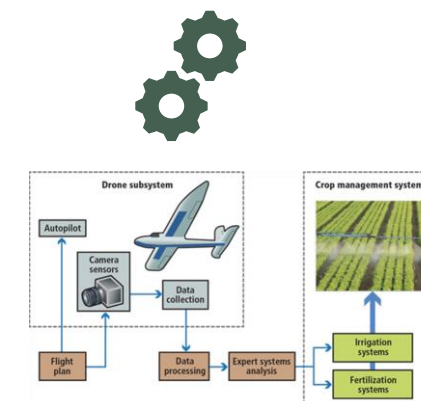 Drone subsystem
Crop management system
Autopilot
Camera
sensors
Data
collection
Flight
plan
Data
processing
Expert systems
analysis
Irrigation
systems
Fertilization
systems